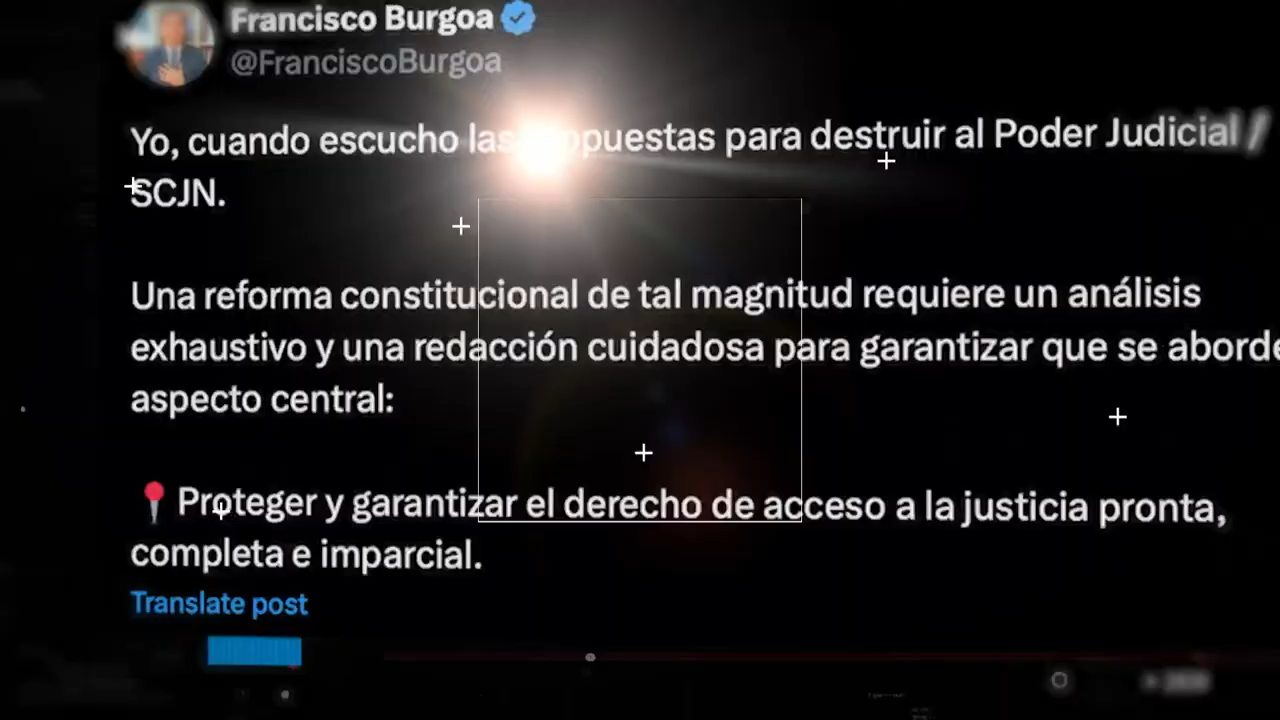 Francisco Burgoa
@FranciscoBurgoa
Yo, cuando escucho las opuestas para destruir al Poder Judicial /
SCJN.
Una reforma constitucional de tal magnitud requiere un análisis
exhaustivo y una redacción cuidadosa para garantizar que se aborde
aspecto central:
Proteger y garantizar el derecho de acceso a la justicia pronta,
completa e imparcial.
Translate post